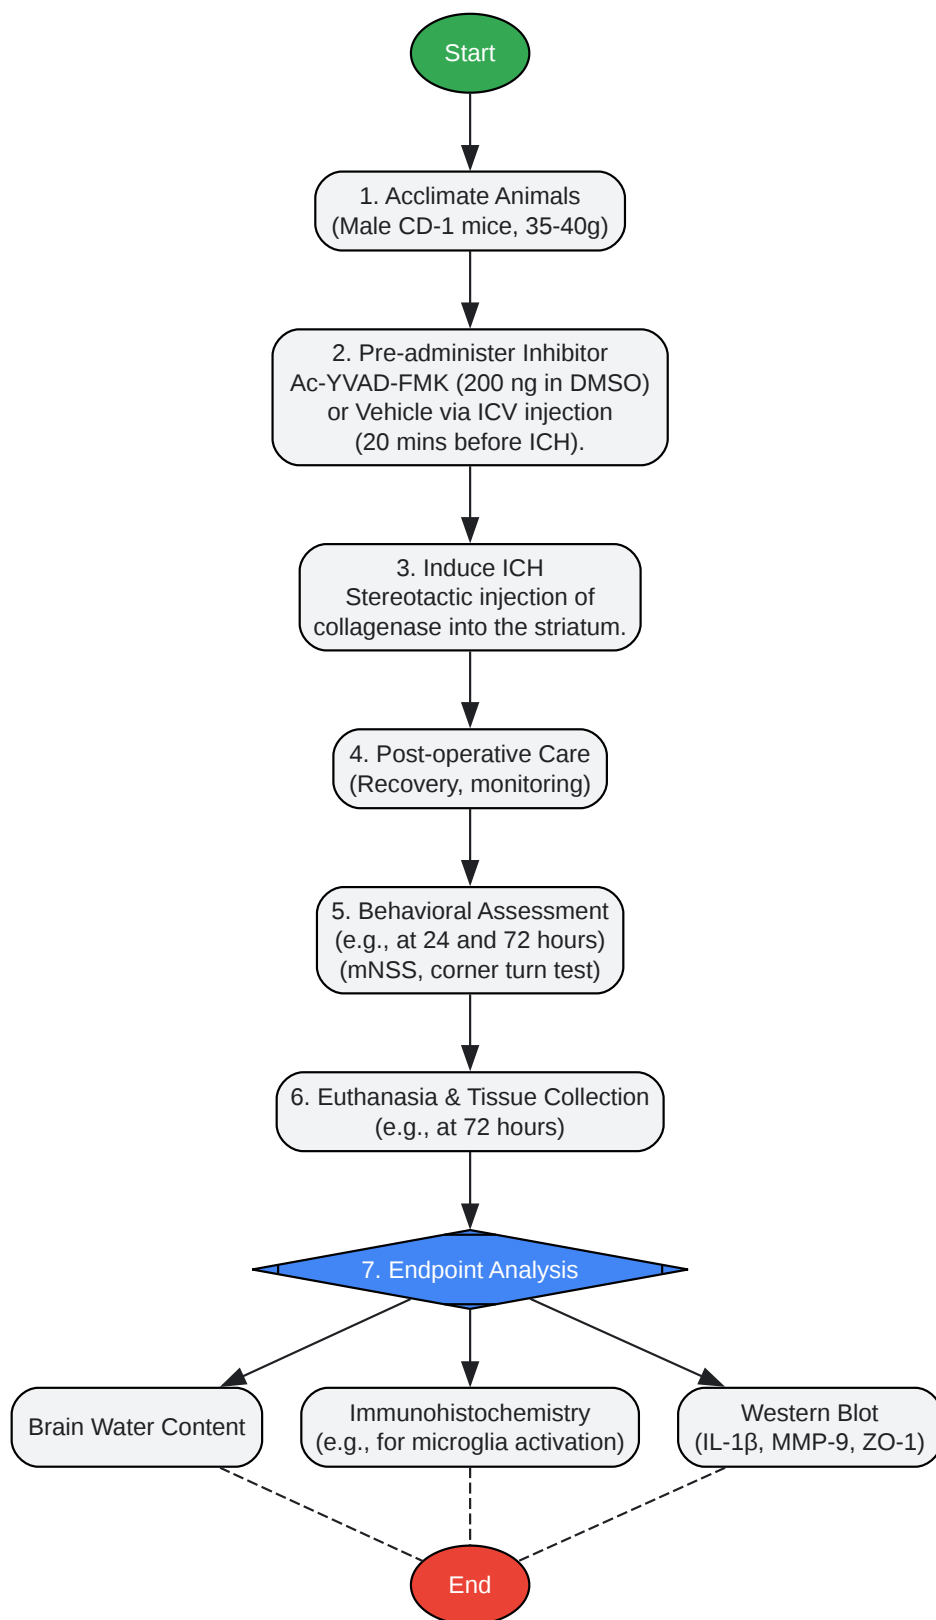 Start
1. Acclimate Animals
(Male CD-1 mice, 35-40g)
2. Pre-administer Inhibitor
Ac-YVAD-FMK (200 ng in DMSO)
or Vehicle via ICV injection
(20 mins before ICH).
3. Induce ICH
Stereotactic injection of
collagenase into the striatum.
4. Post-operative Care
(Recovery, monitoring)
5. Behavioral Assessment
(e.g., at 24 and 72 hours)
(mNSS, corner turn test)
6. Euthanasia & Tissue Collection
(e.g., at 72 hours)
7. Endpoint Analysis
Brain Water Content
Immunohistochemistry
(e.g., for microglia activation)
Western Blot
(IL-1β, MMP-9, ZO-1)
End